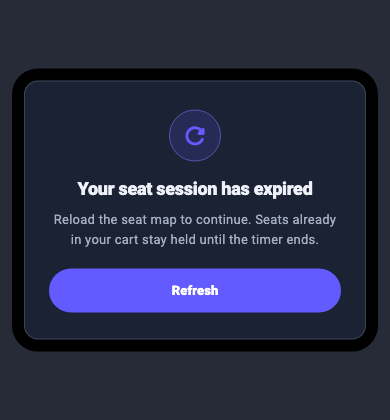 Your seat session has expired
Reload the seat map to continue. Seats already
in your cart stay held until the timer ends.
Refresh